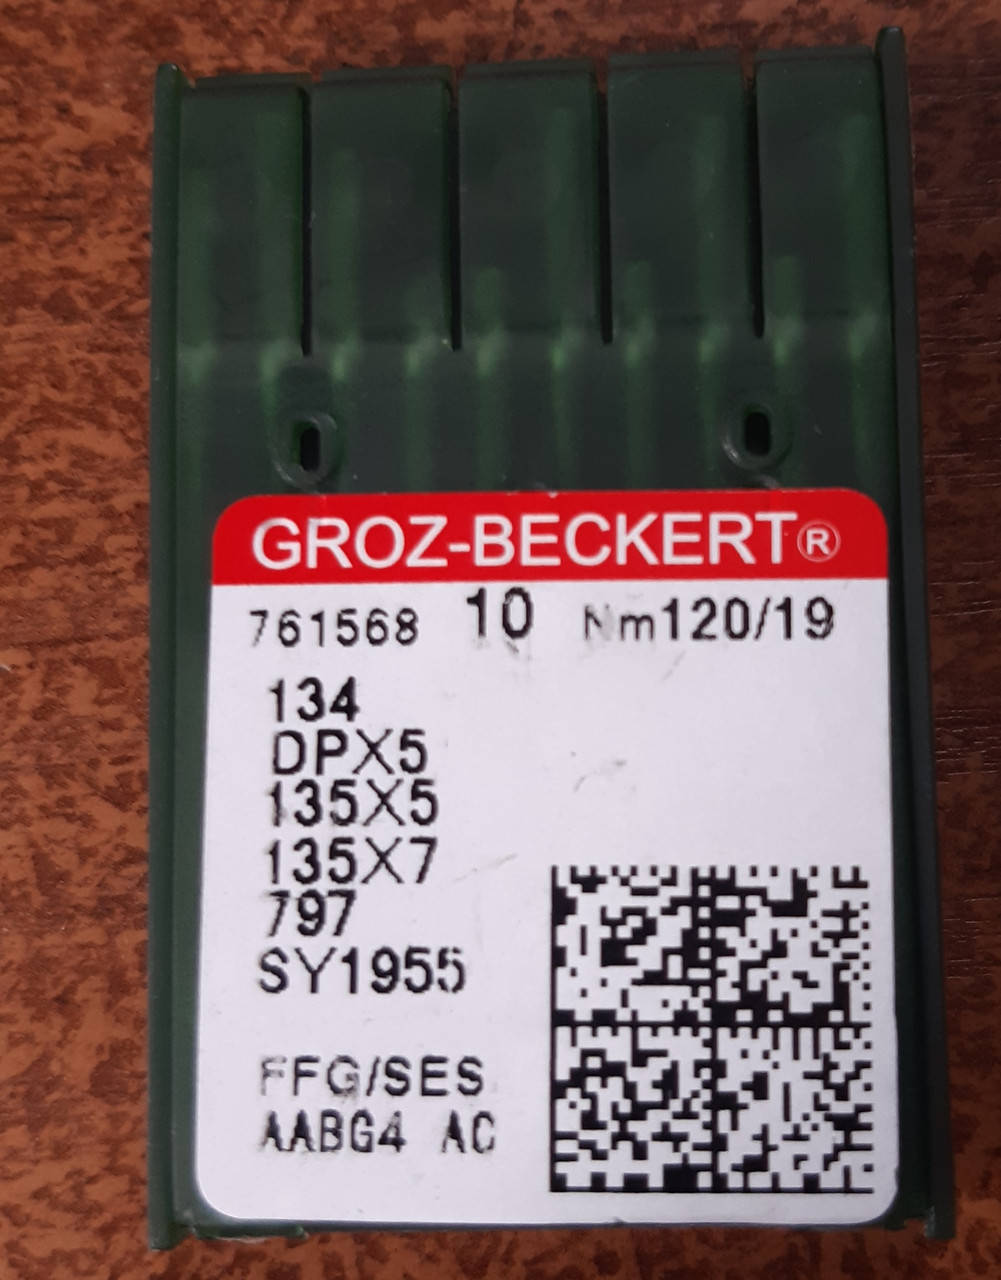 GROZ-BECKERT®
761568 10 Nm120/19
134
DPX5
135X5
135X7
797
SY1955
FFG/SES
AABG4 AC